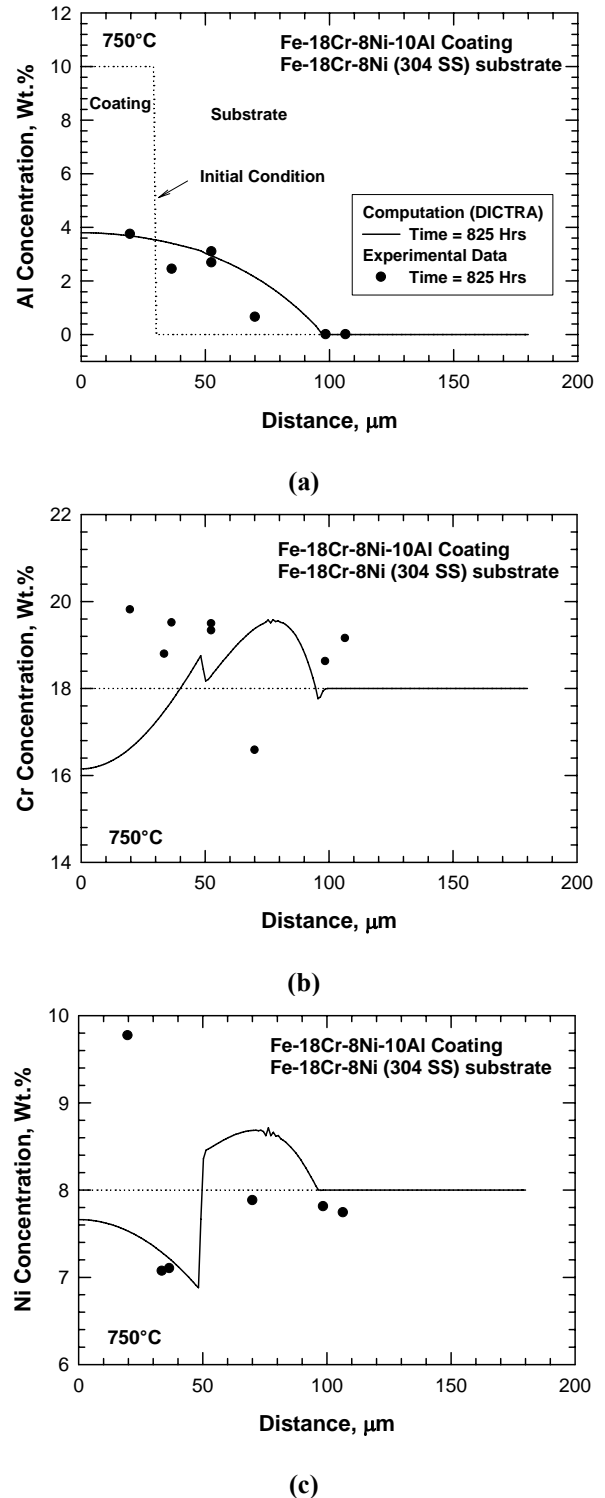 12
10
8
6
4
2
0
Al Concentration, Wt.%
750°C
Fe-18Cr-8Ni-10Al Coating
Fe-18Cr-8Ni (304 SS) substrate
Coating
Substrate
Initial Condition
Computation (DICTRA)
Time = 825 Hrs
Experimental Data
Time = 825 Hrs
0 50 100 150 200
Distance, μm
(a)
22
20
18
16
14
Cr Concentration, Wt.%
Fe-18Cr-8Ni-10Al Coating
Fe-18Cr-8Ni (304 SS) substrate
750°C
0 50 100 150 200
Distance, μm
(b)
10
9
8
7
6
Ni Concentration, Wt.%
Fe-18Cr-8Ni-10Al Coating
Fe-18Cr-8Ni (304 SS) substrate
750°C
0 50 100 150 200
Distance, μm
(c)